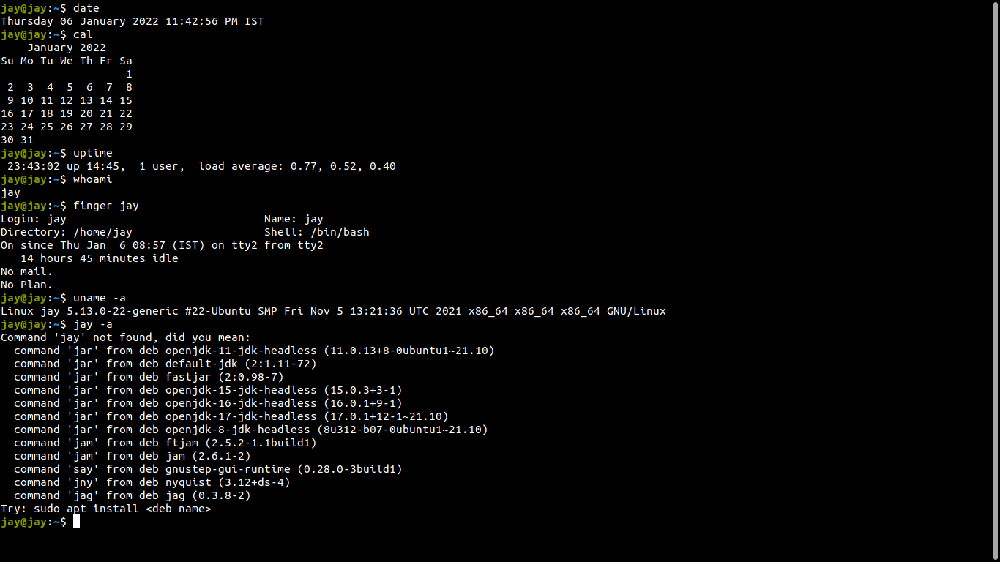 jay@jay:~$ date
Thursday 06 January 2022 11:42:56 PM IST
jay@jay:~$ cal
    January 2022
Su Mo Tu We Th Fr Sa
                   1
 2  3  4  5  6  7  8
 9 10 11 12 13 14 15
16 17 18 19 20 21 22
23 24 25 26 27 28 29
30 31
jay@jay:~$ uptime
 23:43:02 up 14:45,  1 user,  load average: 0.77, 0.52, 0.40
jay@jay:~$ whoami
jay
jay@jay:~$ finger jay
Login: jay                              Name: jay
Directory: /home/jay                    Shell: /bin/bash
On since Thu Jan  6 08:57 (IST) on tty2 from tty2
   14 hours 45 minutes idle
No mail.
No Plan.
jay@jay:~$ uname -a
Linux jay 5.13.0-22-generic #22-Ubuntu SMP Fri Nov 5 13:21:36 UTC 2021 x86_64 x86_64 x86_64 GNU/Linux
jay@jay:~$ jay -a
Command 'jay' not found, did you mean:
  command 'jar' from deb openjdk-11-jdk-headless (11.0.13+8-0ubuntu1~21.10)
  command 'jar' from deb default-jdk (2:1.11-72)
  command 'jar' from deb fastjar (2:0.98-7)
  command 'jar' from deb openjdk-15-jdk-headless (15.0.3+3-1)
  command 'jar' from deb openjdk-16-jdk-headless (16.0.1+9-1)
  command 'jar' from deb openjdk-17-jdk-headless (17.0.1+12-1~21.10)
  command 'jar' from deb openjdk-8-jdk-headless (8u312-b07-0ubuntu1~21.10)
  command 'jam' from deb ftjam (2.5.2-1.1build1)
  command 'jam' from deb jam (2.6.1-2)
  command 'say' from deb gnustep-gui-runtime (0.28.0-3build1)
  command 'jny' from deb nyquist (3.12+ds-4)
  command 'jag' from deb jag (0.3.8-2)
Try: sudo apt install <deb name>
jay@jay:~$